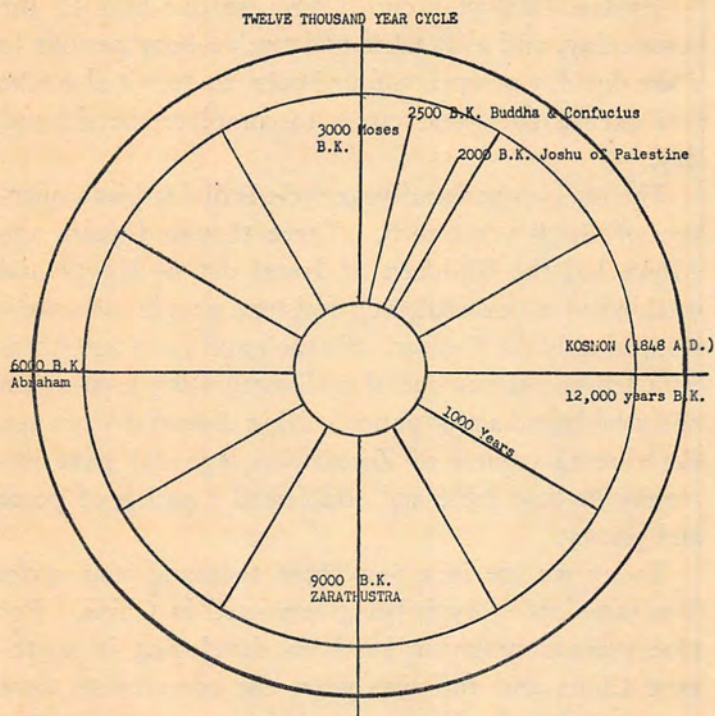 TWELVE THOUSAND YEAR CYCLE
2500 B.K. Buddha & Confucius
3000 Moses
B.K.
2000 B.K. Joshu of Palestine
KOSMON (1848 A.D.)
6000 B.K.
Abraham
12,000 years B.K.
1000 Years
9000 B.K.
ZARATHUSTRA